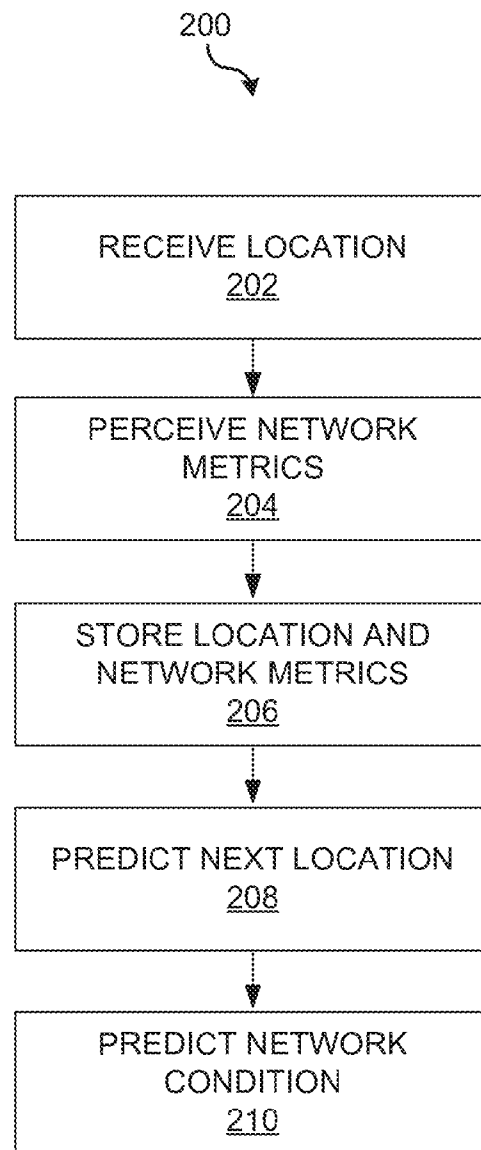 200
RECEIVE LOCATION
202
PERCEIVE NETWORK
METRICS
204
STORE LOCATION AND
NETWORK METRICS
206
PREDICT NEXT LOCATION
208
PREDICT NETWORK
CONDITION
210